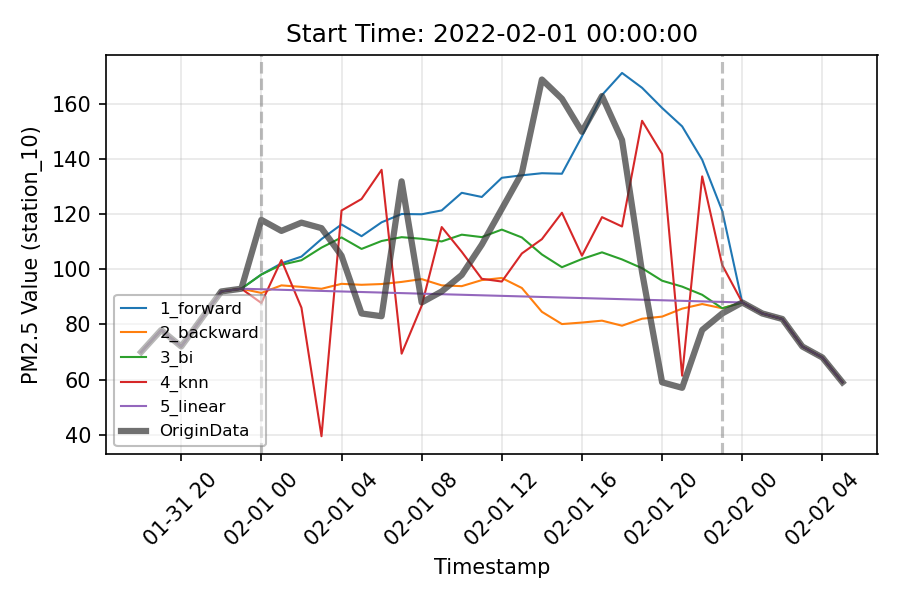 Start Time: 2022-02-01 00:00:00
PM2.5 Value (station_10)
160
140
120
100
80
60
40
1_forward
2_backward
3_bi
4_knn
5_linear
OriginData
01-31 20
02-01 00
02-01 04
02-01 08
02-01 12
02-01 16
02-01 20
02-02 00
02-02 04
Timestamp